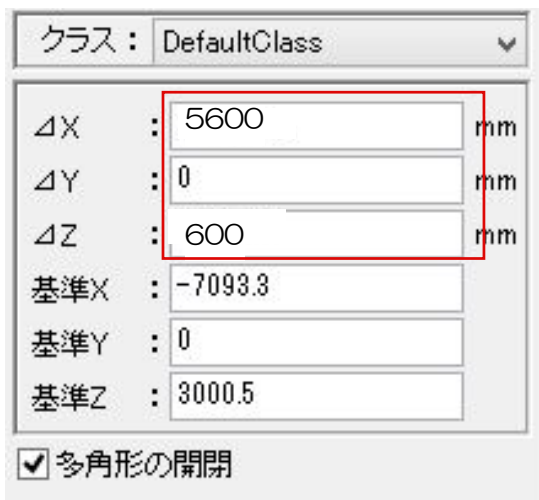 クラス： DefaultClass
⊿X ： 5600 mm
⊿Y ： 0 mm
⊿Z ： 600 mm
基準X ： -7093.3
基準Y ： 0
基準Z ： 3000.5
多角形の開閉